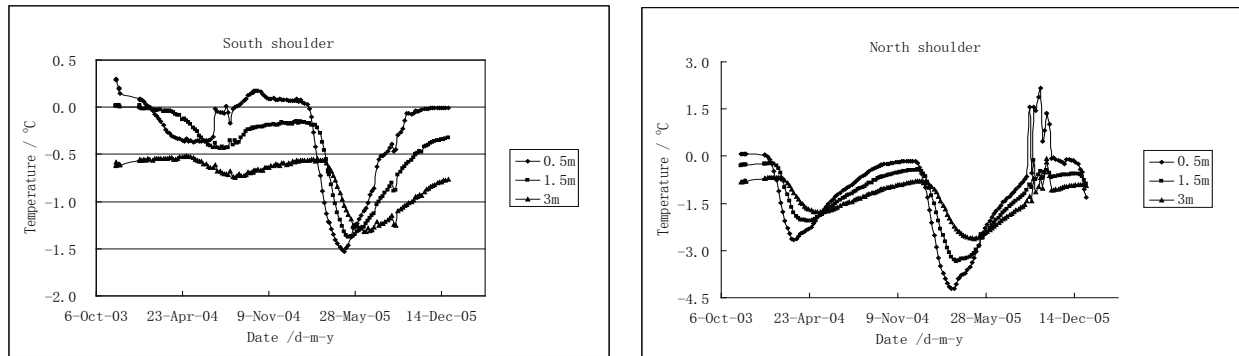 South shoulder
0.5
0.0
-0.5
-1.0
-1.5
-2.0
Temperature / ℃
6-Oct-03 23-Apr-04 9-Nov-04 28-May-05 14-Dec-05
Date /d-m-y
0.5m
1.5m
3m
North shoulder
3.0
1.5
0.0
-1.5
-3.0
-4.5
Temperature / ℃
6-Oct-03 23-Apr-04 9-Nov-04 28-May-05 14-Dec-05
Date /d-m-y
0.5m
1.5m
3m